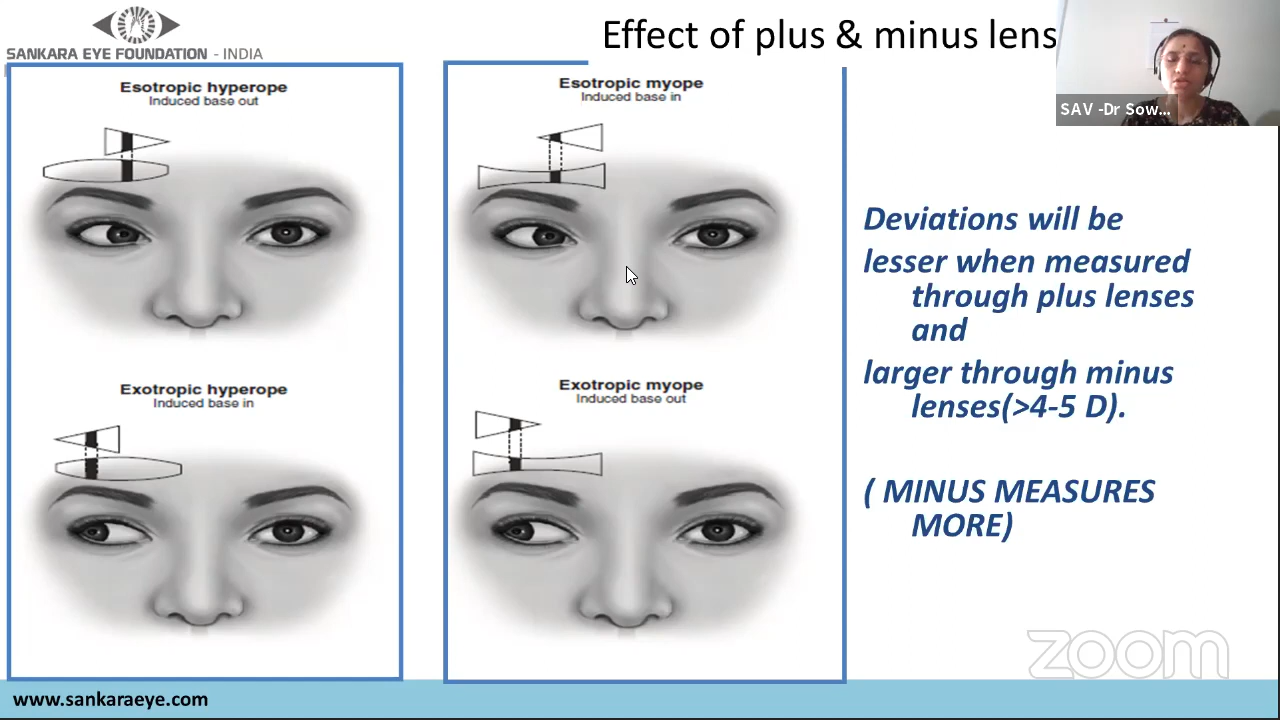 SANKARA EYE FOUNDATION - INDIA
Effect of plus & minus lens
SAV -Dr Sow...
Esotropic hyperope
Induced base out
Esotropic myope
Induced base in
Exotropic hyperope
Induced base in
Exotropic myope
Induced base out
Deviations will be
lesser when measured
through plus lenses
and
larger through minus
lenses(>4-5 D).
( MINUS MEASURES
MORE)
zoom
www.sankaraeye.com